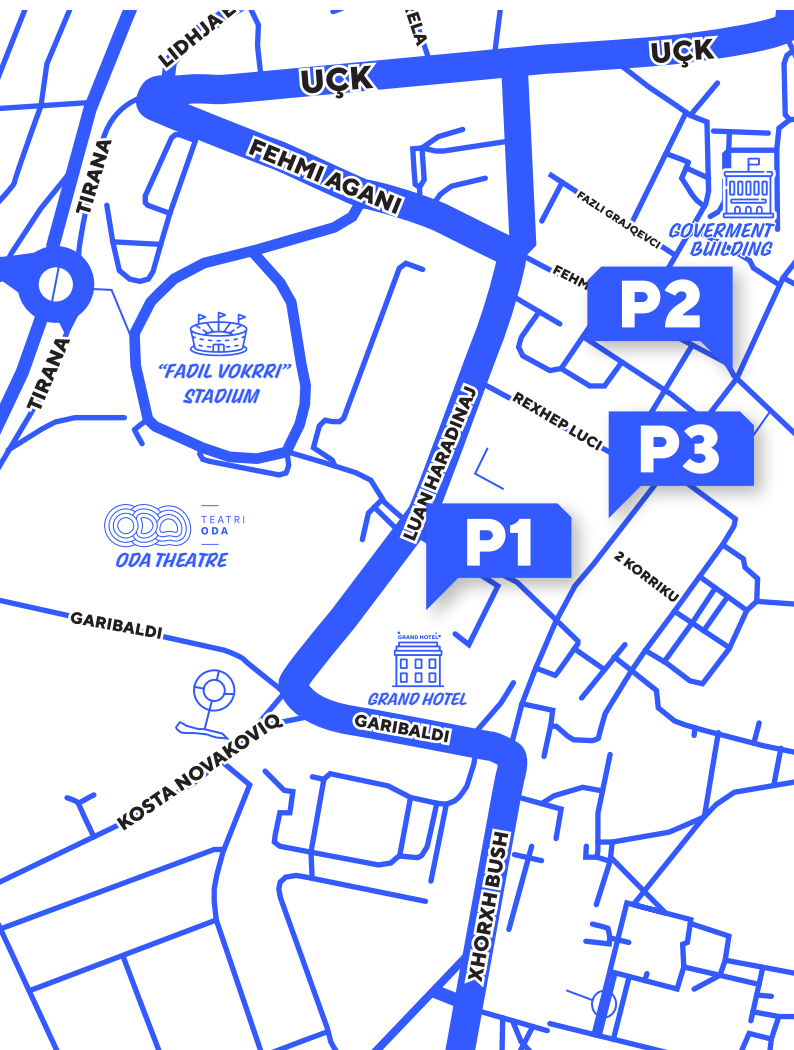 LIDHJA E
UÇK
UÇK
TIRANA
FEHMI AGANI
FAZLI GRAJQEVCI
GOVERMENT
BUILDING
FEHM
P2
TIRANA
"FADIL VOKRRI"
STADIUM
LUAN HARADINAJ
REXHEP LUCI
P3
P1
TEATRI
ODA
ODA THEATRE
2 KORRIKU
GARIBALDI
GRAND HOTEL
GRAND HOTEL
GARIBALDI
KOSTA NOVAKOVIQ
XHORXH BUSH